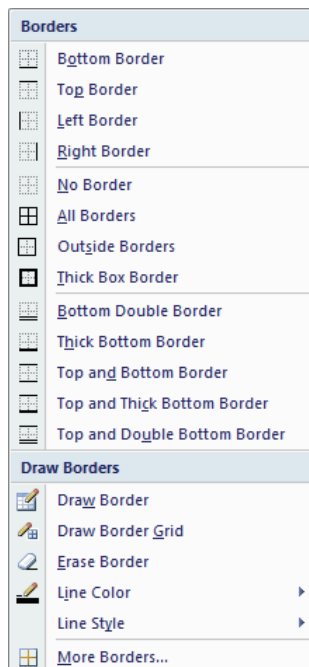 Borders
Bottom Border
Top Border
Left Border
Right Border
No Border
All Borders
Outside Borders
Thick Box Border
Bottom Double Border
Thick Bottom Border
Top and Bottom Border
Top and Thick Bottom Border
Top and Double Bottom Border
Draw Borders
Draw Border
Draw Border Grid
Erase Border
Line Color
Line Style
More Borders...